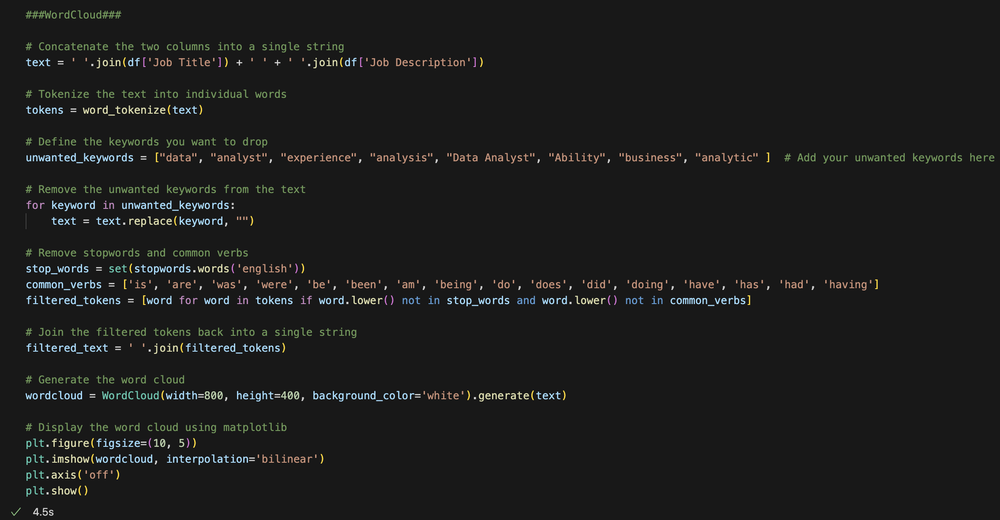 ###WordCloud###
# Concatenate the two columns into a single string
text = ' '.join(df['Job Title']) + ' ' + ' '.join(df['Job Description'])
# Tokenize the text into individual words
tokens = word_tokenize(text)
# Define the keywords you want to drop
unwanted_keywords = ["data", "analyst", "experience", "analysis", "Data Analyst", "Ability", "business", "analytic" ]  # Add your unwanted keywords here
# Remove the unwanted keywords from the text
for keyword in unwanted_keywords:
    text = text.replace(keyword, "")
# Remove stopwords and common verbs
stop_words = set(stopwords.words('english'))
common_verbs = ['is', 'are', 'was', 'were', 'be', 'been', 'am', 'being', 'do', 'does', 'did', 'doing', 'have', 'has', 'had', 'having']
filtered_tokens = [word for word in tokens if word.lower() not in stop_words and word.lower() not in common_verbs]
# Join the filtered tokens back into a single string
filtered_text = ' '.join(filtered_tokens)
# Generate the word cloud
wordcloud = WordCloud(width=800, height=400, background_color='white').generate(text)
# Display the word cloud using matplotlib
plt.figure(figsize=(10, 5))
plt.imshow(wordcloud, interpolation='bilinear')
plt.axis('off')
plt.show()
✓ 4.5s